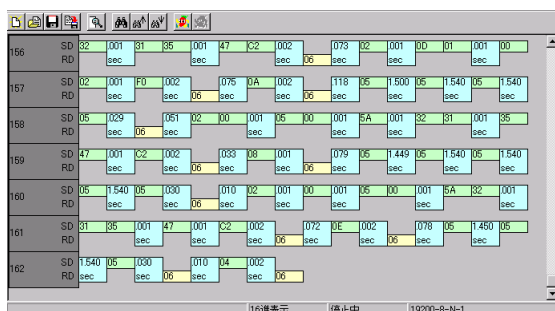 156 SD 32 .001 31 35 .001 47 C2 .002 .073 02 .001 0D 01 .001 00
RD sec sec sec 06 sec sec sec
157 SD 02 .001 F0 .002 .075 0A .002 .118 05 1.500 05 1.540 05 1.540
RD sec sec 06 sec sec 06 sec sec sec sec
158 SD 05 .029 .051 02 00 .001 05 00 .001 5A .001 32 31 .001 35
RD sec 06 sec sec sec sec sec
159 SD 47 .001 C2 .002 .033 08 .001 .079 05 1.449 05 1.540 05 1.540
RD sec sec 06 sec sec 06 sec sec sec sec
160 SD 05 1.540 05 .030 .010 02 .001 00 .001 05 00 .001 5A 32 .001
RD sec sec 06 sec sec sec sec sec
161 SD 31 35 .001 47 .001 C2 .002 .072 0E .002 .078 05 1.450 05
RD sec sec sec 06 sec sec 06 sec sec
162 SD 1.540 05 .030 .010 04 .002
RD sec sec 06 sec sec 06
16進表示 停止中 19200-8-N-1